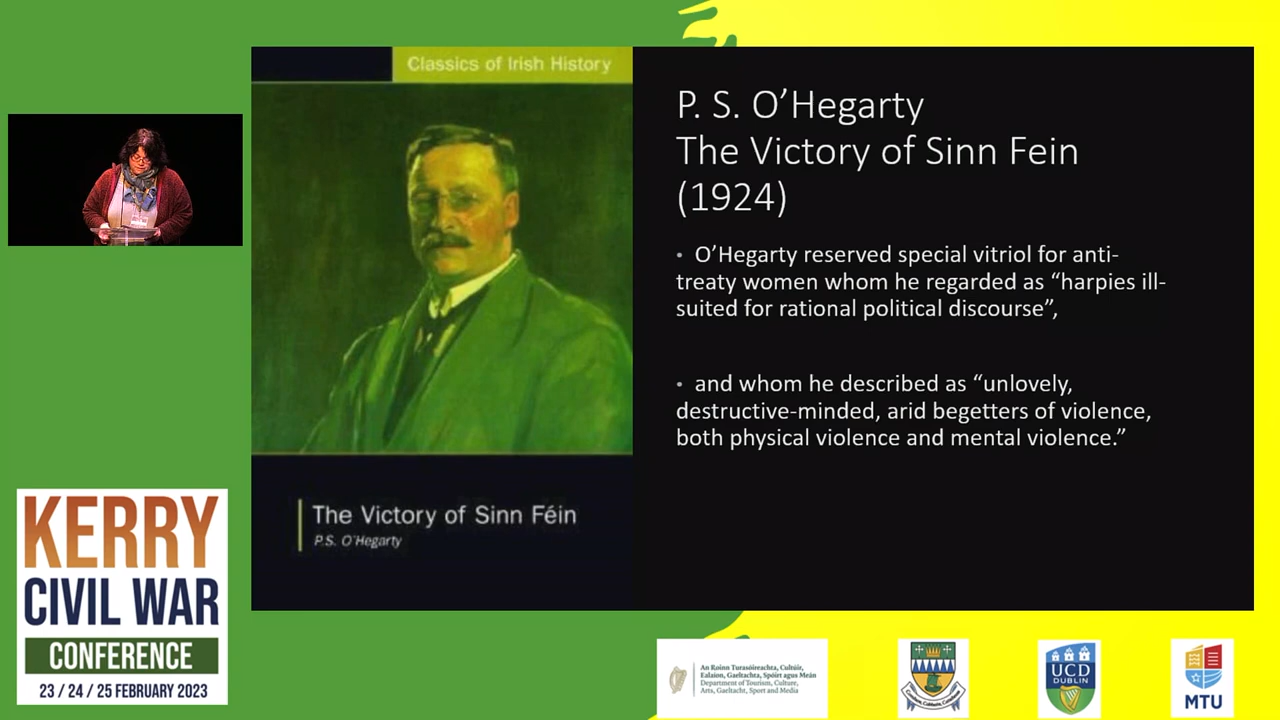 Classics of Irish History
The Victory of Sinn Féin
P.S. O'Hegarty
P. S. O’Hegarty
The Victory of Sinn Fein
(1924)
• O’Hegarty reserved special vitriol for anti-
treaty women whom he regarded as “harpies ill-
suited for rational political discourse”,
• and whom he described as “unlovely,
destructive-minded, arid begetters of violence,
both physical violence and mental violence.”
KERRY
CIVIL WAR
CONFERENCE
23 / 24 / 25 FEBRUARY 2023
An Roinn Turasóireachta, Cultúir,
Ealaíon, Gaeltachta, Spóirt agus Meán
Department of Tourism, Culture,
Arts, Gaeltacht, Sport and Media
UCD
DUBLIN
MTU